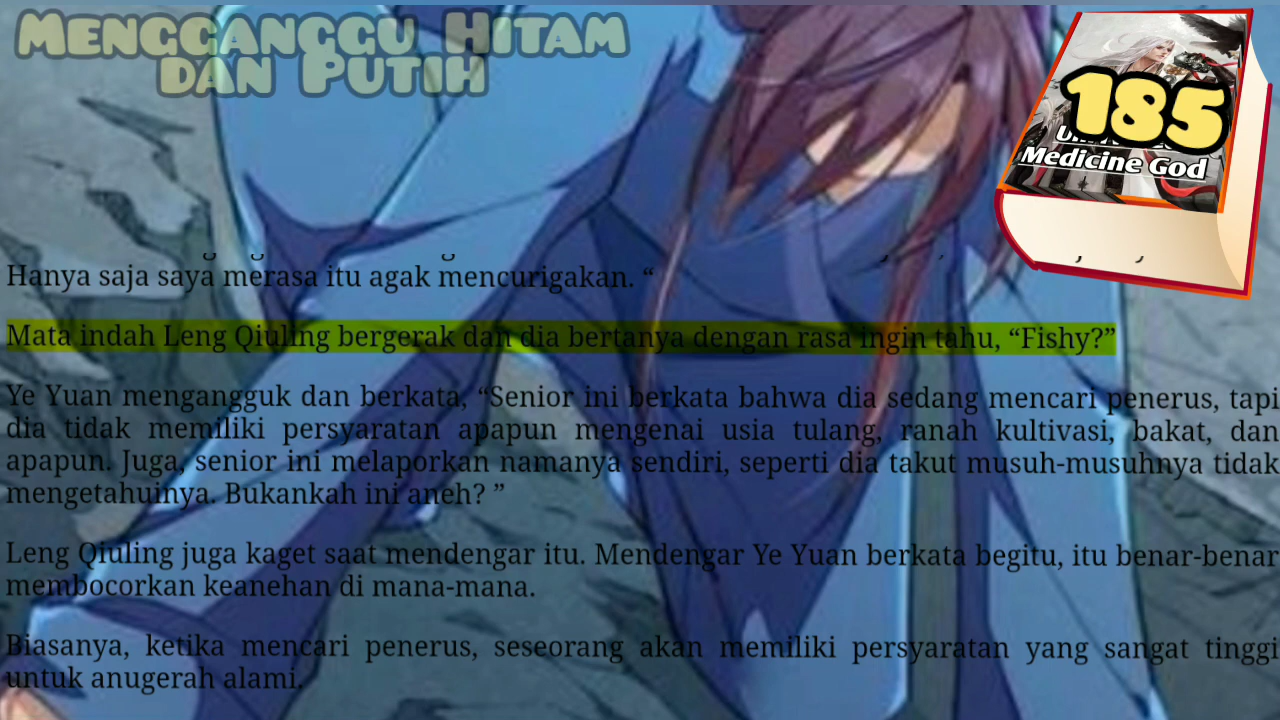 Mengganggu Hitam
dan Putih
185
Medicine God
Hanya saja saya merasa itu agak mencurigakan. “
Mata indah Leng Qiuling bergerak dan dia bertanya dengan rasa ingin tahu, “Fishy?”
Ye Yuan mengangguk dan berkata, “Senior ini berkata bahwa dia sedang mencari penerus, tapi
dia tidak memiliki persyaratan apapun mengenai usia tulang, ranah kultivasi, bakat, dan
apapun. Juga, senior ini melaporkan namanya sendiri, seperti dia takut musuh-musuhnya tidak
mengetahuinya. Bukankah ini aneh? ”
Leng Qiuling juga kaget saat mendengar itu. Mendengar Ye Yuan berkata begitu, itu benar-benar
membocorkan keanehan di mana-mana.
Biasanya, ketika mencari penerus, seseorang akan memiliki persyaratan yang sangat tinggi
untuk anugerah alami.